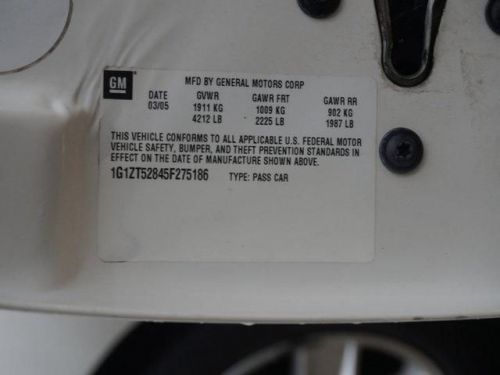 GM
MFD BY GENERAL MOTORS CORP
DATE GVWR GAWR FRT GAWR RR
03/05 1911 KG 1009 KG 902 KG
4212 LB 2225 LB 1987 LB
THIS VEHICLE CONFORMS TO ALL APPLICABLE U.S. FEDERAL MOTOR
VEHICLE SAFETY, BUMPER, AND THEFT PREVENTION STANDARDS IN
EFFECT ON THE DATE OF MANUFACTURE SHOWN ABOVE.
1G1ZT52845F275186 TYPE: PASS CAR